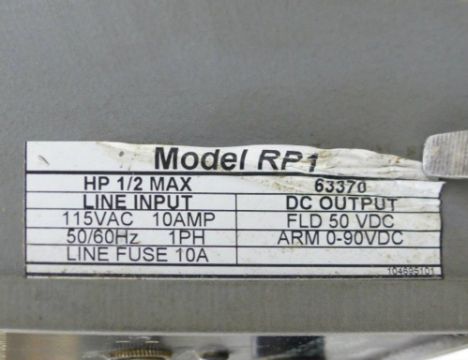 Model RP1
HP 1/2 MAX 63370
LINE INPUT DC OUTPUT
115VAC 10AMP FLD 50 VDC
50/60Hz 1PH ARM 0-90VDC
LINE FUSE 10A
104695101